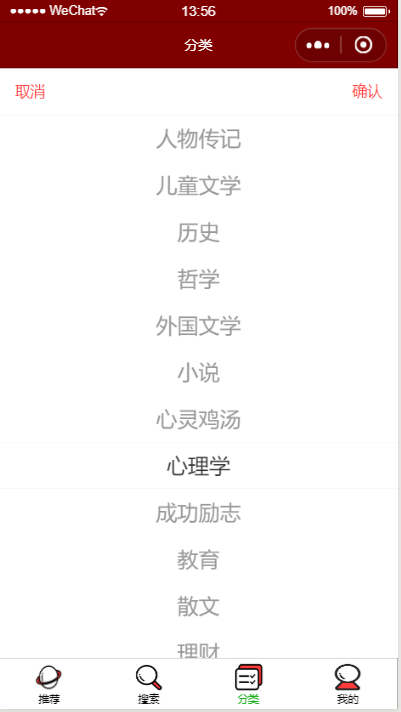 WeChat 13:56 100%
分类
取消 确认
人物传记
儿童文学
历史
哲学
外国文学
小说
心灵鸡汤
心理学
成功励志
教育
散文
理财
推荐 搜索 分类 我的